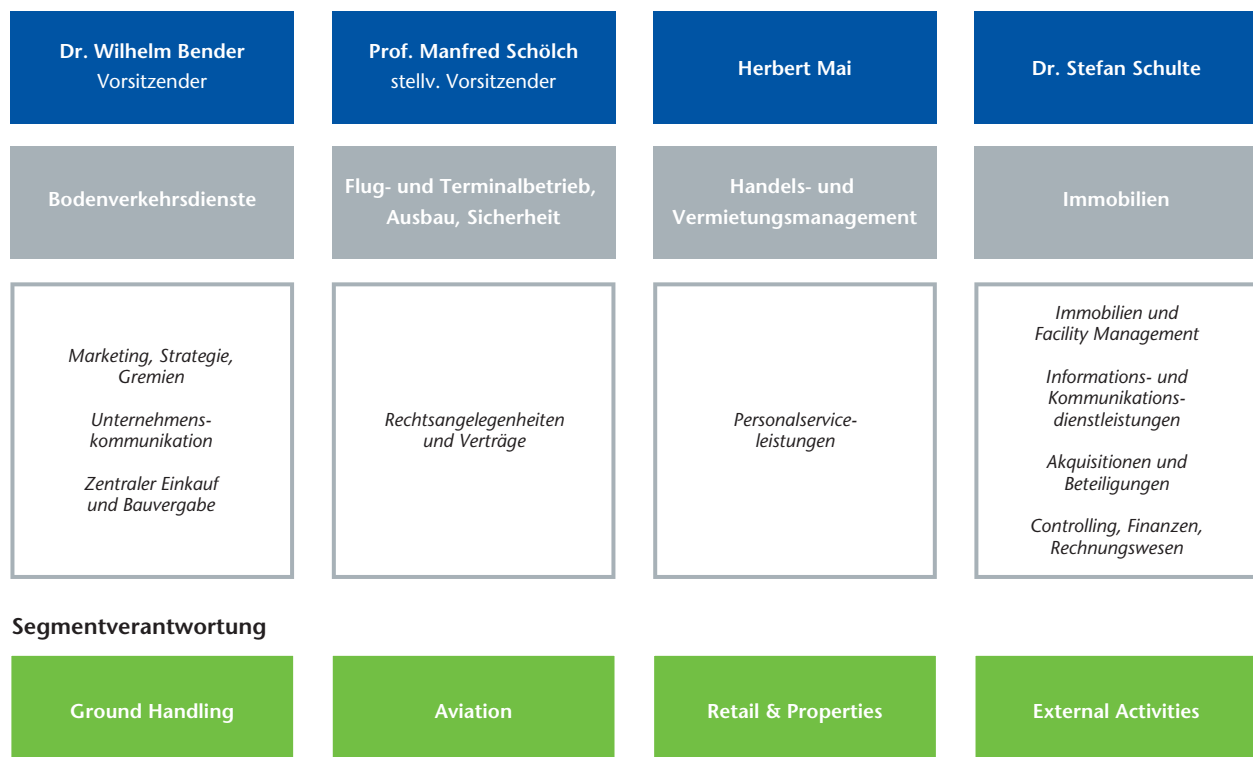 Dr. Wilhelm Bender
Vorsitzender
Prof. Manfred Schölch
stellv. Vorsitzender
Herbert Mai
Dr. Stefan Schulte
Bodenverkehrsdienste
Flug- und Terminalbetrieb,
Ausbau, Sicherheit
Handels- und
Vermietungsmanagement
Immobilien
Marketing, Strategie,
Gremien
Unternehmens-
kommunikation
Zentraler Einkauf
und Bauvergabe
Rechtsangelegenheiten
und Verträge
Personalservice-
leistungen
Immobilien und
Facility Management
Informations- und
Kommunikations-
dienstleistungen
Akquisitionen und
Beteiligungen
Controlling, Finanzen,
Rechnungswesen
Segmentverantwortung
Ground Handling
Aviation
Retail & Properties
External Activities